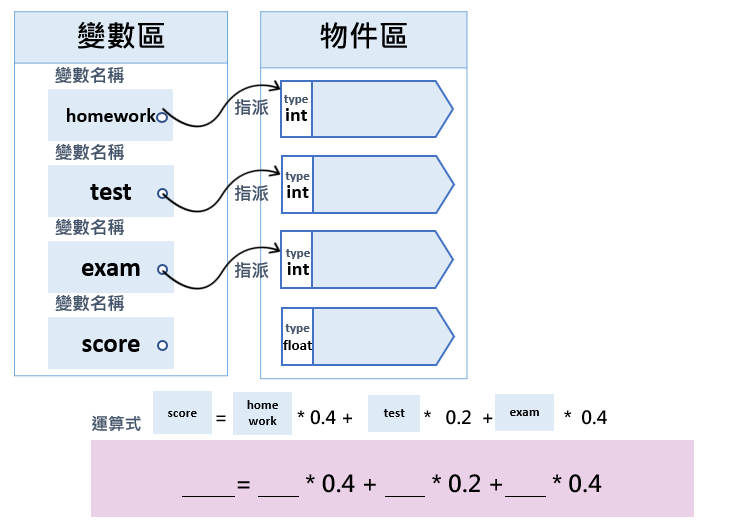 變數區
物件區
變數名稱
homework
指派
type
int
變數名稱
test
指派
type
int
變數名稱
exam
指派
type
int
變數名稱
score
type
float
運算式 score = home work * 0.4 + test * 0.2 + exam * 0.4
____ = ____ * 0.4 + ____ * 0.2 + ____ * 0.4